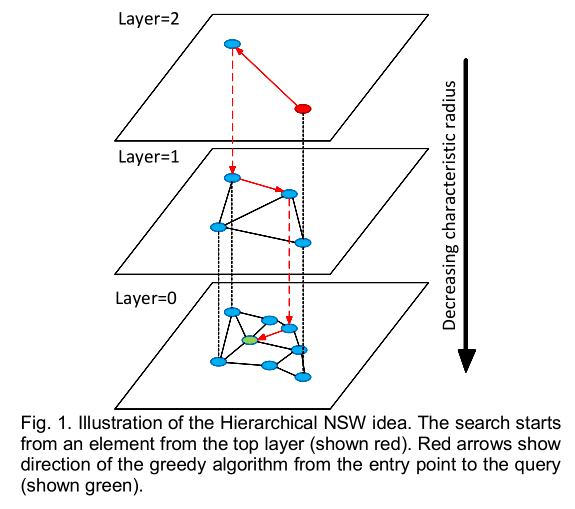 Layer=2
Layer=1
Layer=0
Decreasing characteristic radius
Fig. 1. Illustration of the Hierarchical NSW idea. The search starts
from an element from the top layer (shown red). Red arrows show
direction of the greedy algorithm from the entry point to the query
(shown green).